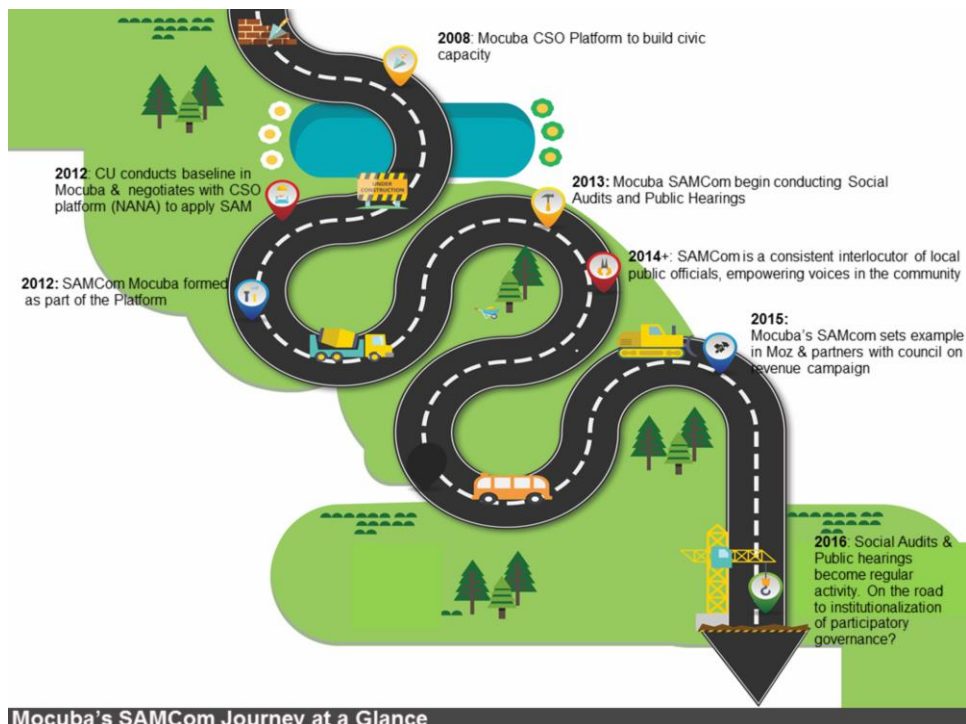 2008: Mocuba CSO Platform to build civic
capacity
2012: CU conducts baseline in
Mocuba & negotiates with CSO
platform (NANA) to apply SAM
UNDER
CONSTRUCTION
2013: Mocuba SAMCom begin conducting Social
Audits and Public Hearings
2014+: SAMCom is a consistent interlocutor of local
public officials, empowering voices in the community
2012: SAMCom Mocuba formed
as part of the Platform
2015:
Mocuba's SAMcom sets example
in Moz & partners with council on
revenue campaign
2016: Social Audits &
Public hearings
become regular
activity. On the road
to institutionalization
of participatory
governance?
Mocuba's SAMCom Journey at a Glance